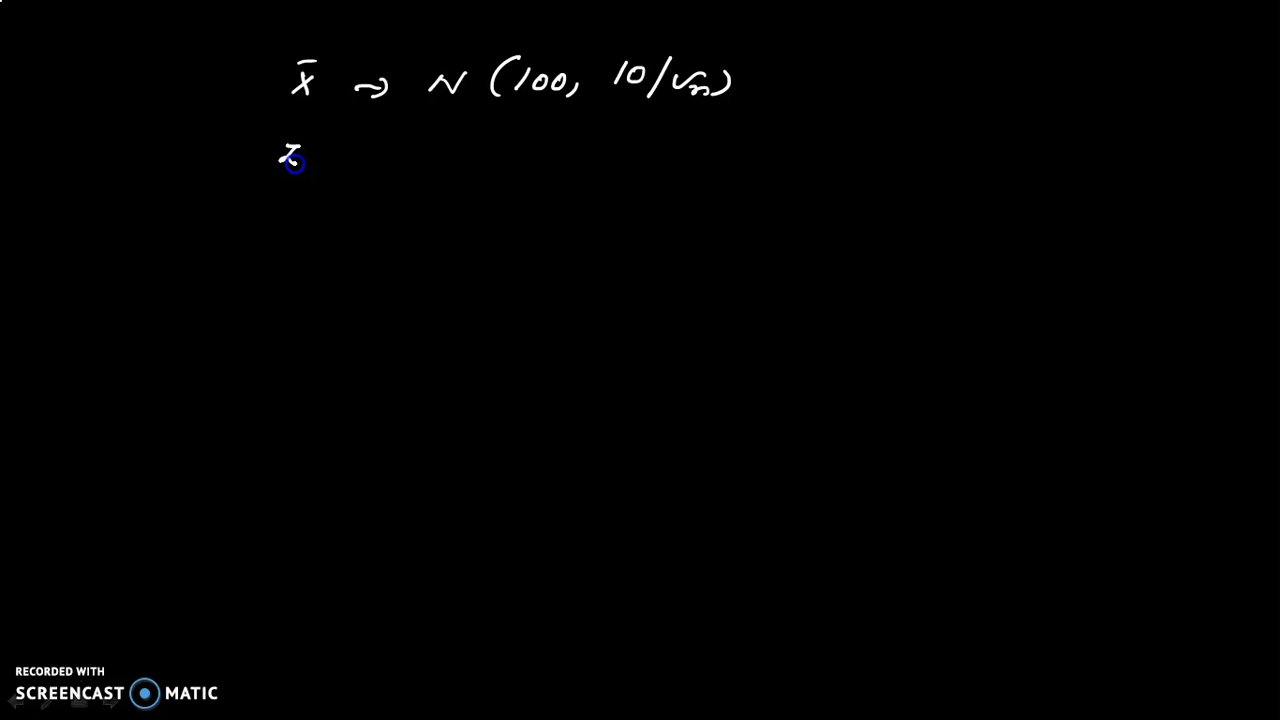 X̄ → N (100, 10/√n)
Z
RECORDED WITH
SCREENCAST MATIC